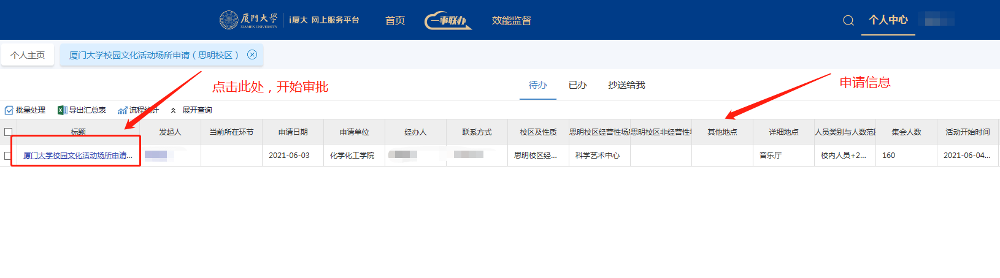 厦門大學 XIAMEN UNIVERSITY i厦大 网上服务平台 首页 一事联办 效能监督 个人中心
个人主页 厦门大学校园文化活动场所申请（思明校区）
点击此处，开始审批 待办 已办 抄送给我 申请信息
批量处理 导出汇总表 流程统计 展开查询
标题 发起人 当前所在环节 申请日期 申请单位 经办人 联系方式 校区及性质 思明校区经营性场 思明校区非经营性 其他地点 详细地点 人员类别与人数范围 集会人数 活动开始时间
厦门大学校园文化活动场所申请... 2021-06-03 化学化工学院 思明校区经... 科学艺术中心 音乐厅 校内人员+2... 160 2021-06-04...